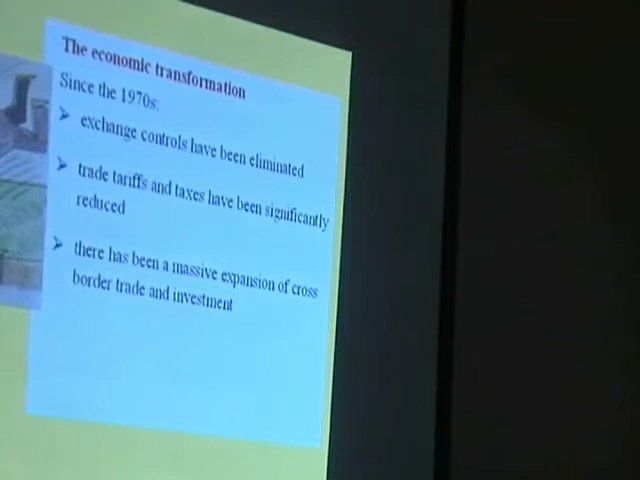 The economic transformation
Since the 1970s:
➢ exchange controls have been eliminated
➢ trade tariffs and taxes have been significantly
reduced
➢ there has been a massive expansion of cross
border trade and investment